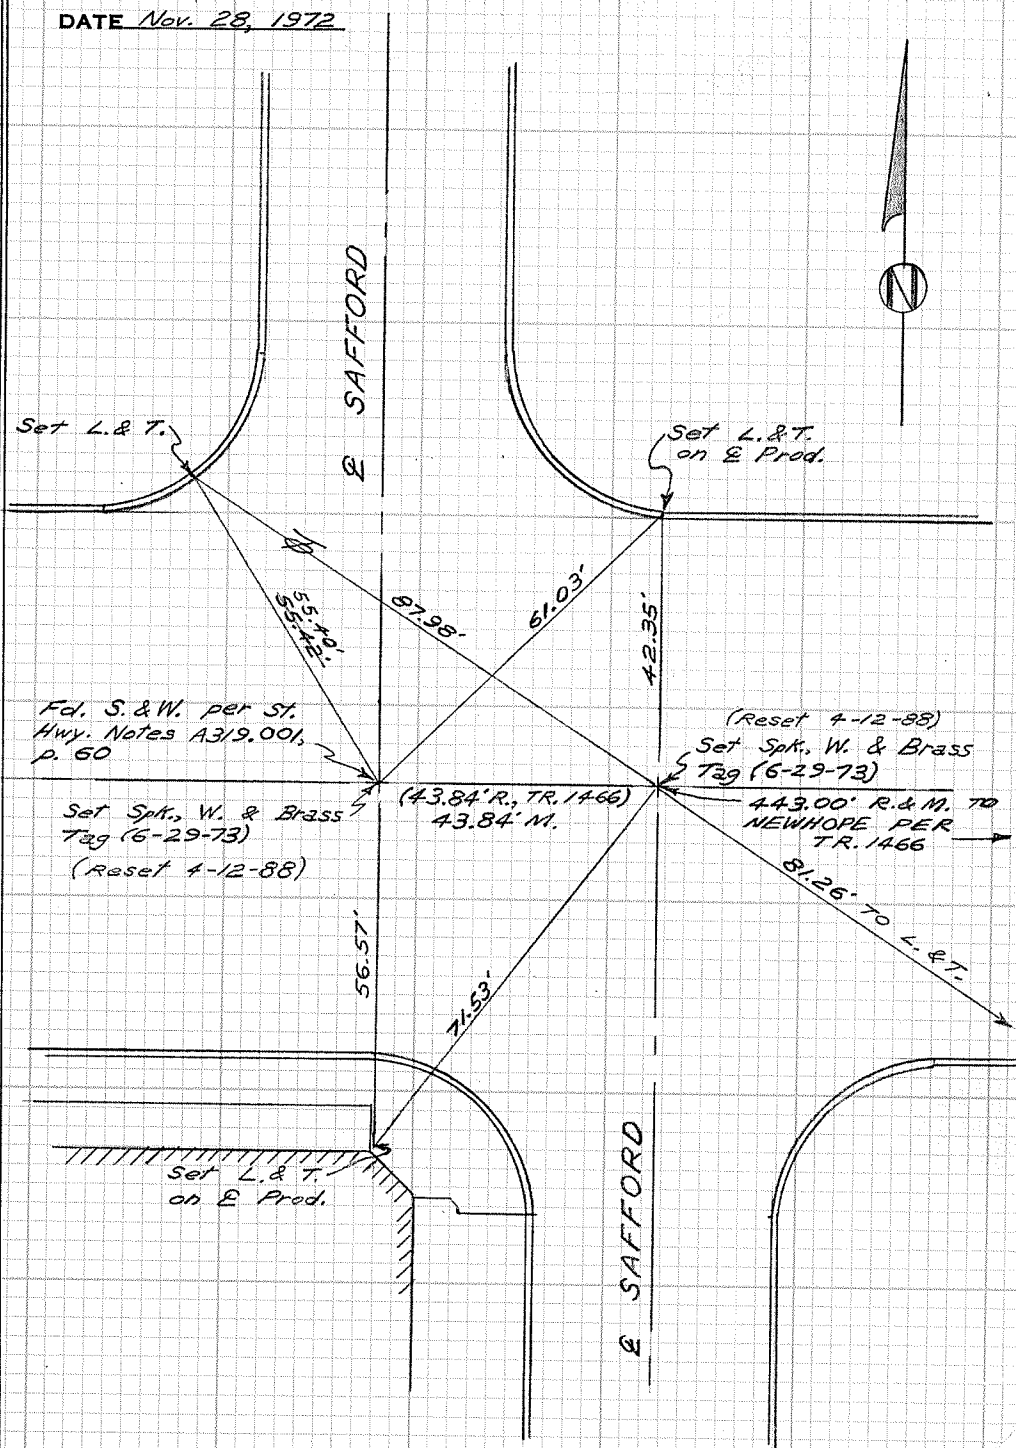 DATE Nov. 28, 1972
N
℄ SAFFORD
Set L.& T.
Set L.& T.
on ℄ Prod.
55.40'
55.42'
87.98'
61.03'
42.35'
Fd. S.&W. per St.
Hwy. Notes A319.001,
p. 60
(Reset 4-12-88)
Set Spk., W. & Brass
Tag (6-29-73)
Set Spk., W. & Brass
Tag (6-29-73)
(Reset 4-12-88)
(43.84' R., TR. 1466)
43.84' M.
443.00' R.& M. TO
NEWHOPE PER
TR. 1466
81.26' TO L. & T.
56.57'
71.53'
Set L.& T.
on ℄ Prod.
℄ SAFFORD